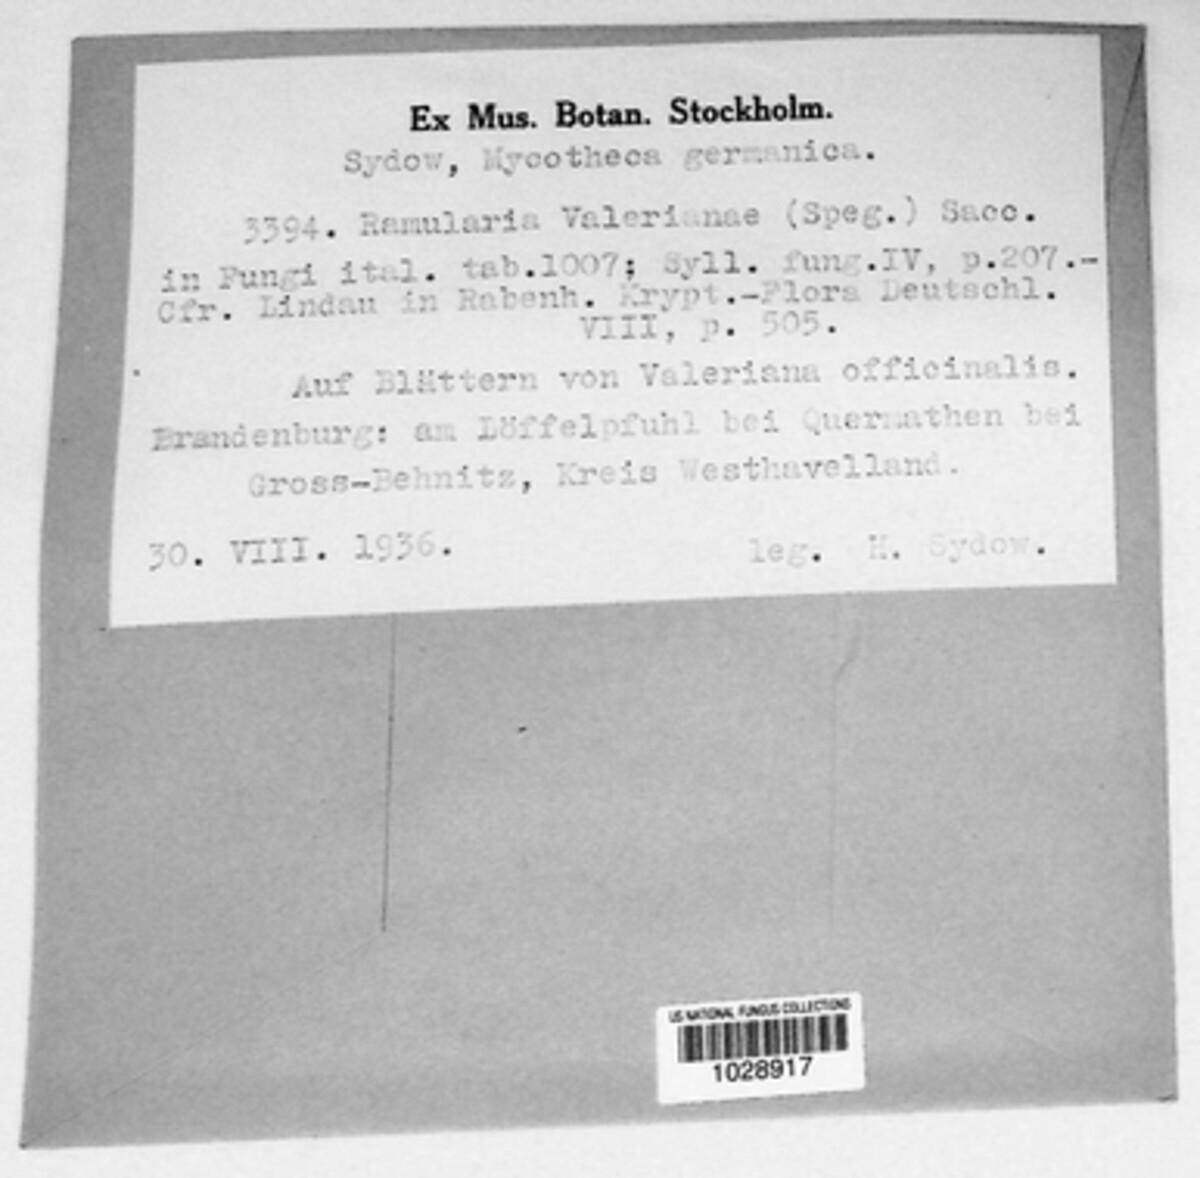 Ex Mus. Botan. Stockholm.
Sydow, Mycotheca germanica.
3394. Ramularia Valerianae (Speg.) Sacc.
in Fungi ital. tab.1007; Syll. fung.IV, p.207.-
Cfr. Lindau in Rabenh. Krypt.-Flora Deutschl.
VIII, p. 505.
Auf Blättern von Valeriana officinalis.
Brandenburg: am Löffelpfuhl bei Quermathen bei
Gross-Behnitz, Kreis Westhavelland.
30. VIII. 1936. leg. H. Sydow.
US NATIONAL FUNGUS COLLECTIONS
1028917